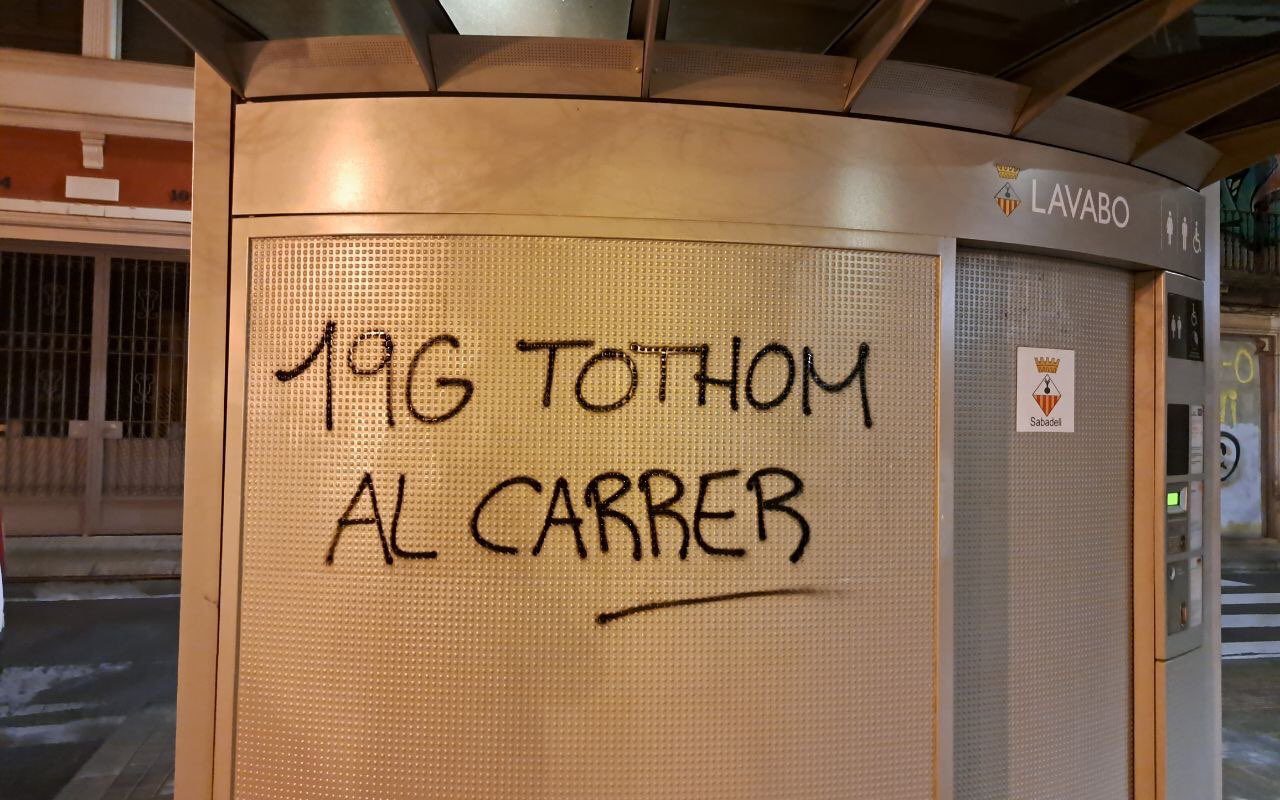 LAVABO
19G TOTHOM
AL CARRER
Sabadell